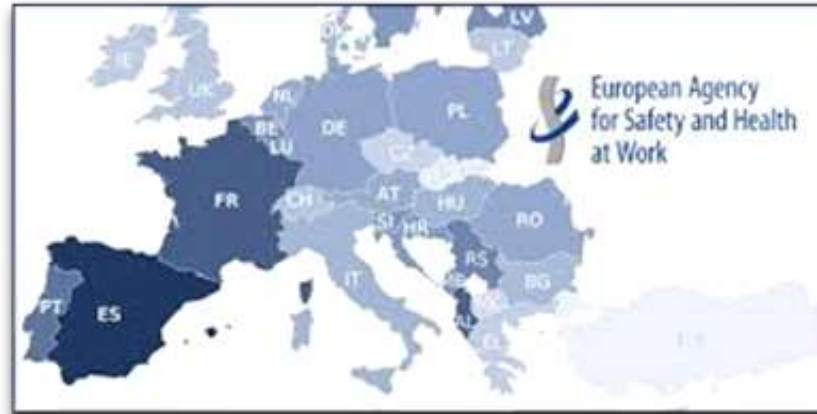 LV
LT
IE
UK
NL
DE
PL
BE
LU
European Agency
for Safety and Health
at Work
FR
CH
AT
HU
SI
HR
RO
RS
IT
BG
PT
ES
AL
EL